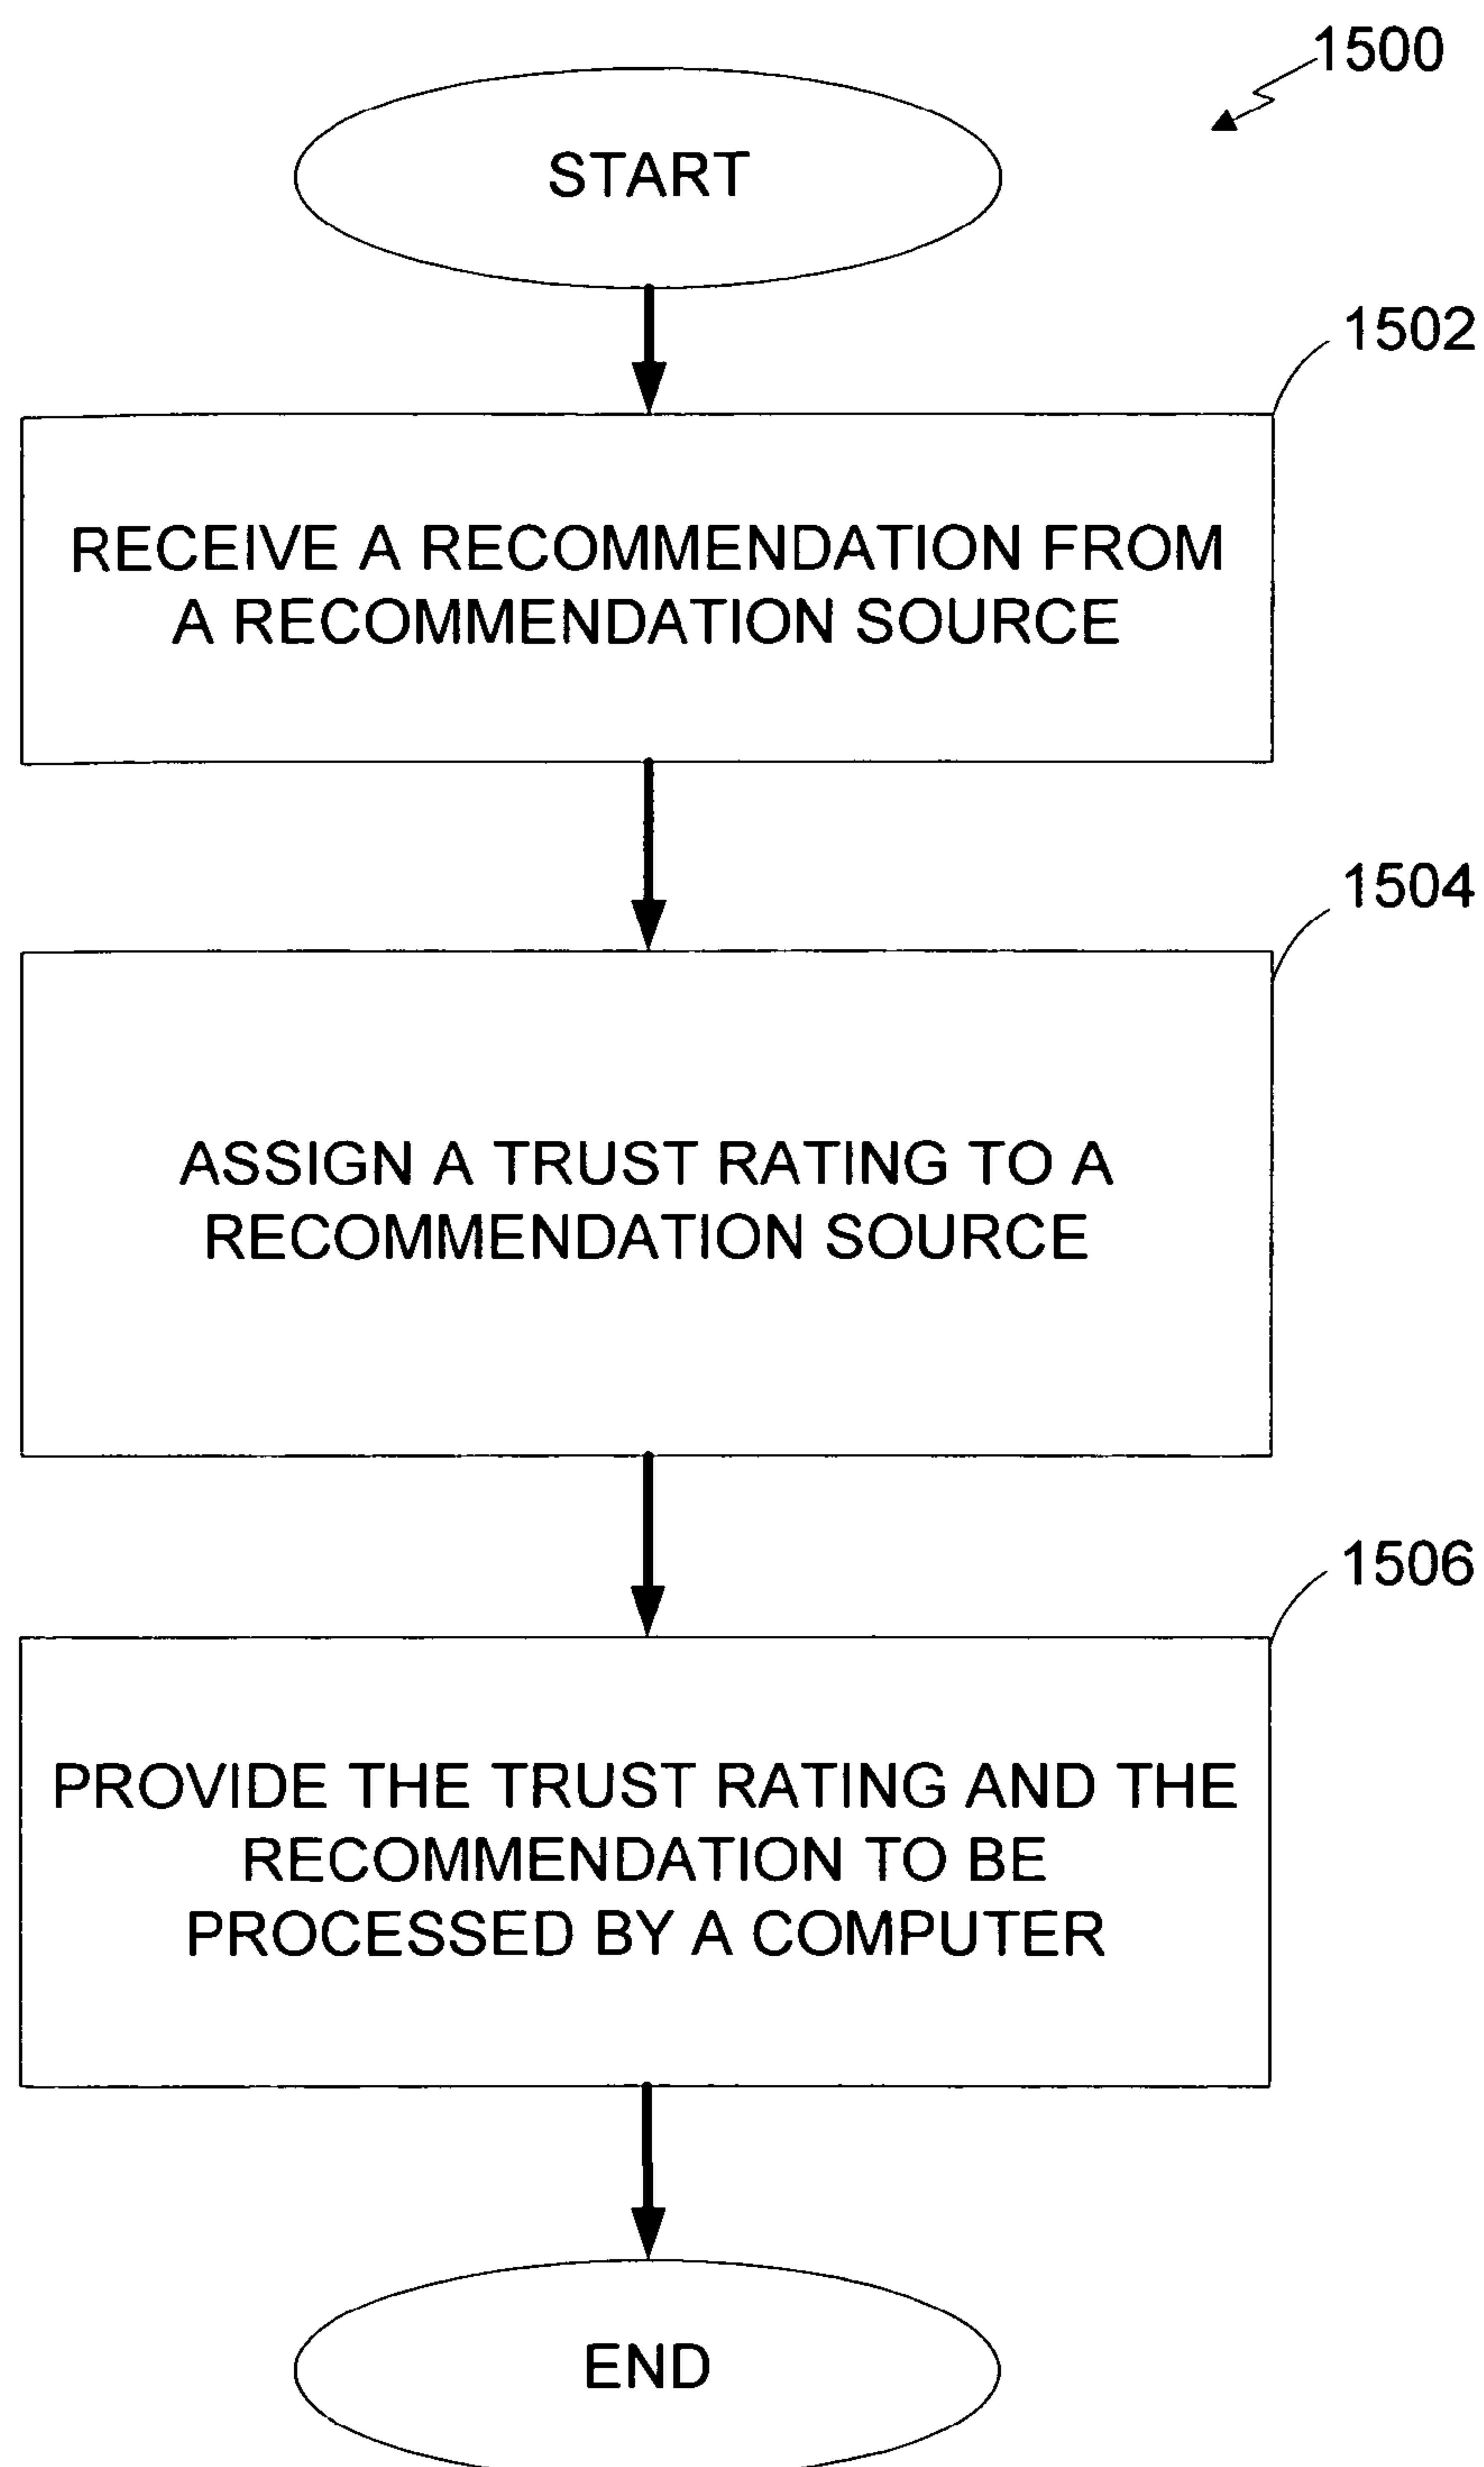 1500
START
1502
RECEIVE A RECOMMENDATION FROM
A RECOMMENDATION SOURCE
1504
ASSIGN A TRUST RATING TO A
RECOMMENDATION SOURCE
1506
PROVIDE THE TRUST RATING AND THE
RECOMMENDATION TO BE
PROCESSED BY A COMPUTER
END